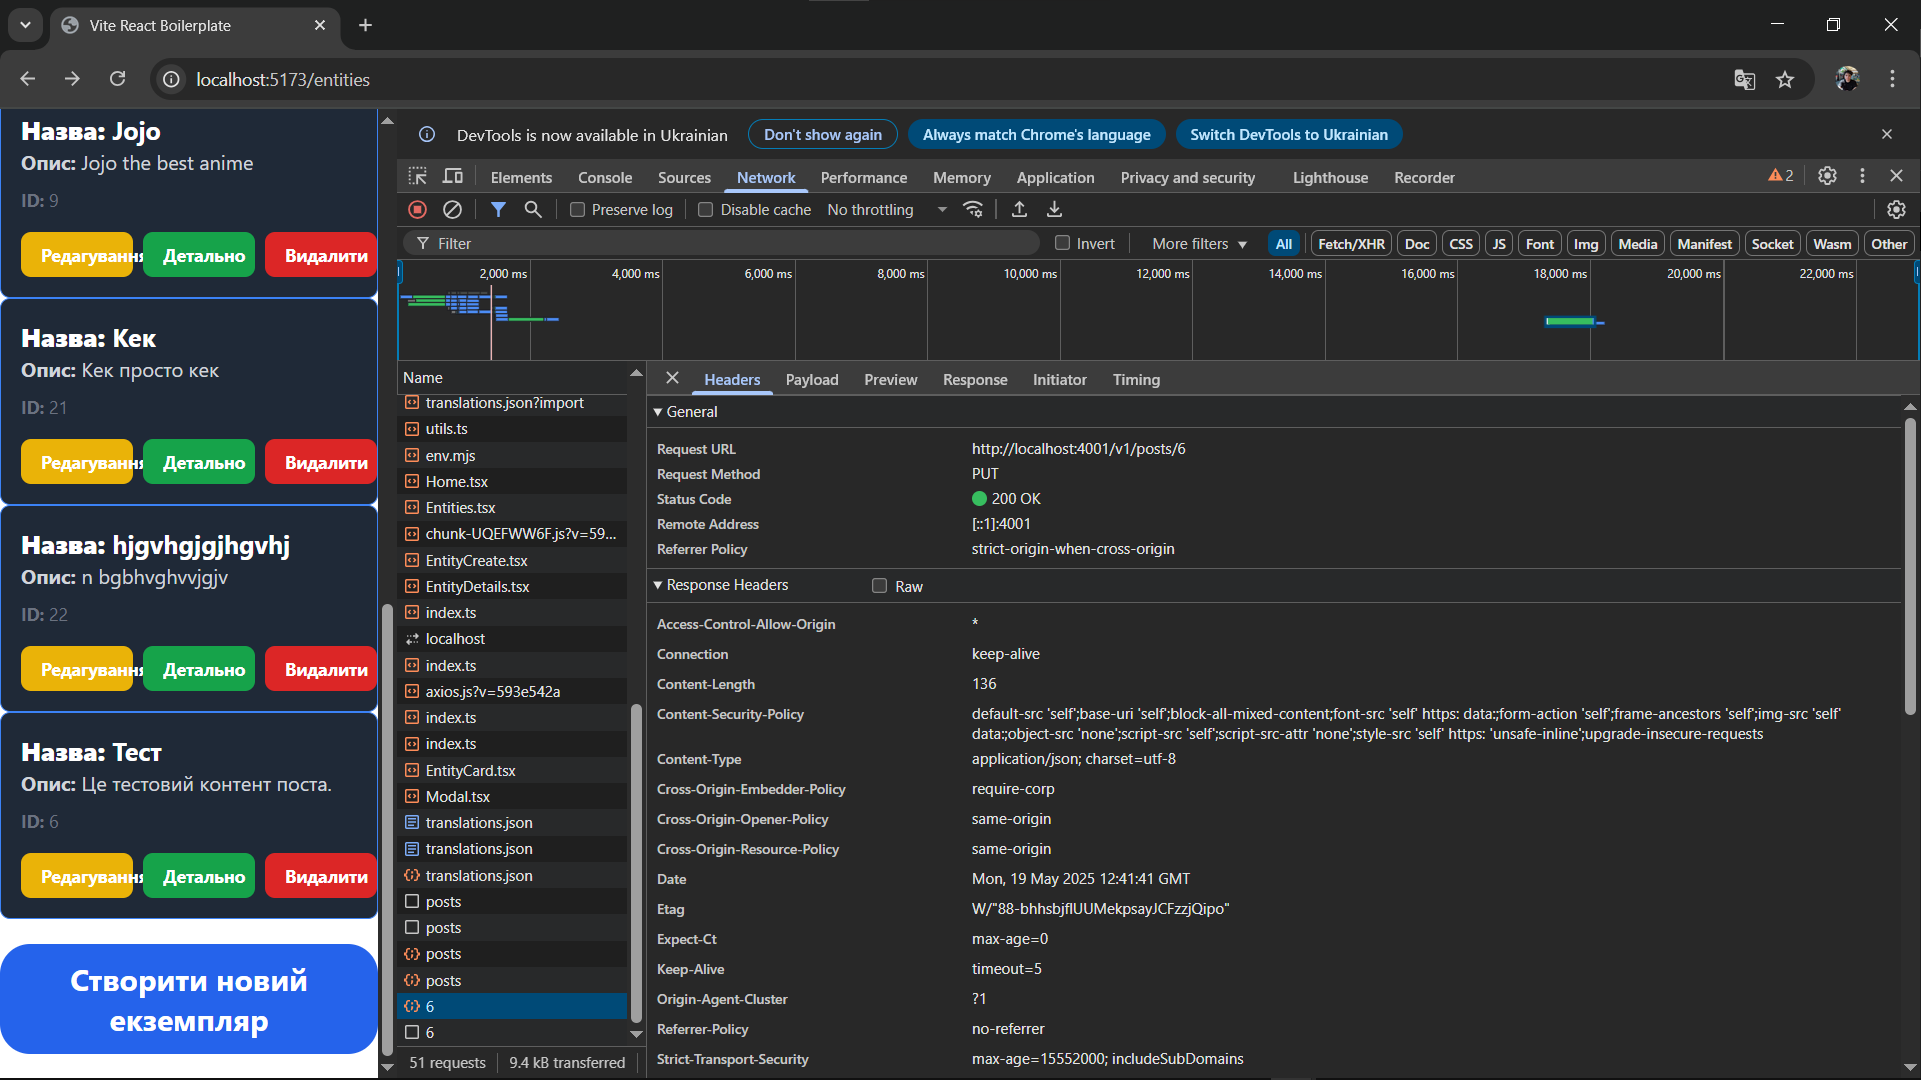 Vite React Boilerplate
localhost:5173/entities
Назва: Jojo
Опис: Jojo the best anime
ID: 9
Редагування
Детально
Видалити
Назва: Кек
Опис: Кек просто кек
ID: 21
Редагування
Детально
Видалити
Назва: hjgvhgjgjhgvhj
Опис: n bgbhvghvvjgjv
ID: 22
Редагування
Детально
Видалити
Назва: Тест
Опис: Це тестовий контент поста.
ID: 6
Редагування
Детально
Видалити
Створити новий
екземпляр
DevTools is now available in Ukrainian
Don't show again
Always match Chrome's language
Switch DevTools to Ukrainian
Elements
Console
Sources
Network
Performance
Memory
Application
Privacy and security
Lighthouse
Recorder
2
Preserve log
Disable cache
No throttling
Filter
Invert
More filters
All
Fetch/XHR
Doc
CSS
JS
Font
Img
Media
Manifest
Socket
Wasm
Other
2,000 ms
4,000 ms
6,000 ms
8,000 ms
10,000 ms
12,000 ms
14,000 ms
16,000 ms
18,000 ms
20,000 ms
22,000 ms
Name
translations.json?import
utils.ts
env.mjs
Home.tsx
Entities.tsx
chunk-UQEFWW6F.js?v=59...
EntityCreate.tsx
EntityDetails.tsx
index.ts
localhost
index.ts
axios.js?v=593e542a
index.ts
index.ts
EntityCard.tsx
Modal.tsx
translations.json
translations.json
translations.json
posts
posts
posts
posts
6
6
51 requests
9.4 kB transferred
Headers
Payload
Preview
Response
Initiator
Timing
General
Request URL http://localhost:4001/v1/posts/6
Request Method PUT
Status Code 200 OK
Remote Address [::1]:4001
Referrer Policy strict-origin-when-cross-origin
Response Headers
Raw
Access-Control-Allow-Origin *
Connection keep-alive
Content-Length 136
Content-Security-Policy default-src 'self';base-uri 'self';block-all-mixed-content;font-src 'self' https: data:;form-action 'self';frame-ancestors 'self';img-src 'self'
data:;object-src 'none';script-src 'self';script-src-attr 'none';style-src 'self' https: 'unsafe-inline';upgrade-insecure-requests
Content-Type application/json; charset=utf-8
Cross-Origin-Embedder-Policy require-corp
Cross-Origin-Opener-Policy same-origin
Cross-Origin-Resource-Policy same-origin
Date Mon, 19 May 2025 12:41:41 GMT
Etag W/"88-bhhsbjflUUMekpsayJCFzzjQipo"
Expect-Ct max-age=0
Keep-Alive timeout=5
Origin-Agent-Cluster ?1
Referrer-Policy no-referrer
Strict-Transport-Security max-age=15552000; includeSubDomains